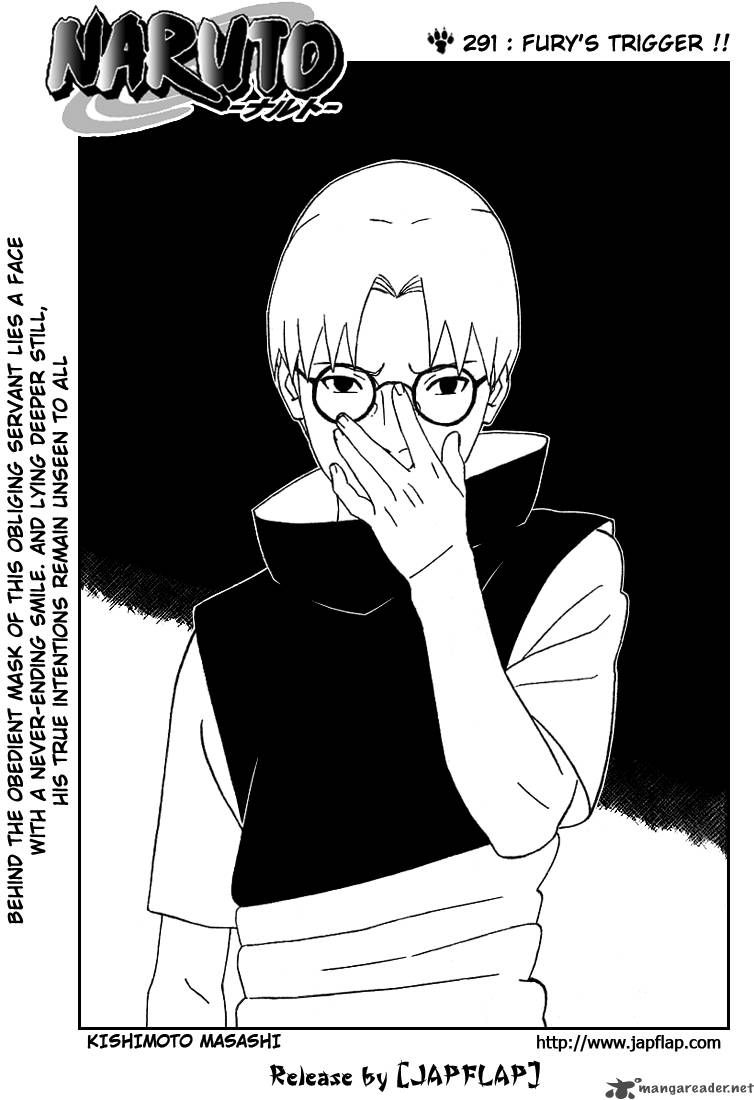 NARUTO
-ナルト-
291 : FURY'S TRIGGER !!
BEHIND THE OBEDIENT MASK OF THIS OBLIGING SERVANT LIES A FACE
WITH A NEVER-ENDING SMILE. AND LYING DEEPER STILL,
HIS TRUE INTENTIONS REMAIN UNSEEN TO ALL
KISHIMOTO MASASHI
http://www.japflap.com
Release by [JAPFLAP]
mangareader.net